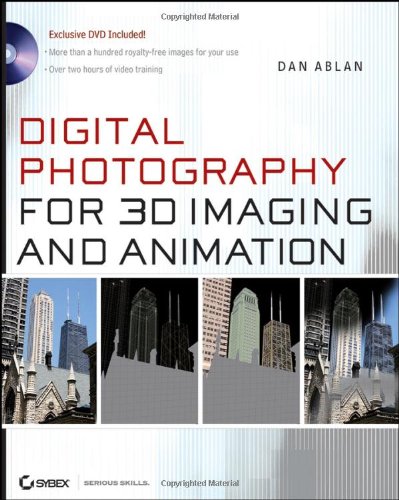 Copyrighted Material
Exclusive DVD Included!
• More than a hundred royalty-free images for your use
• Over two hours of video training
DAN ABLAN
DIGITAL
PHOTOGRAPHY
FOR 3D IMAGING
AND ANIMATION
SYBEX
SERIOUS SKILLS.
Copyrighted Material